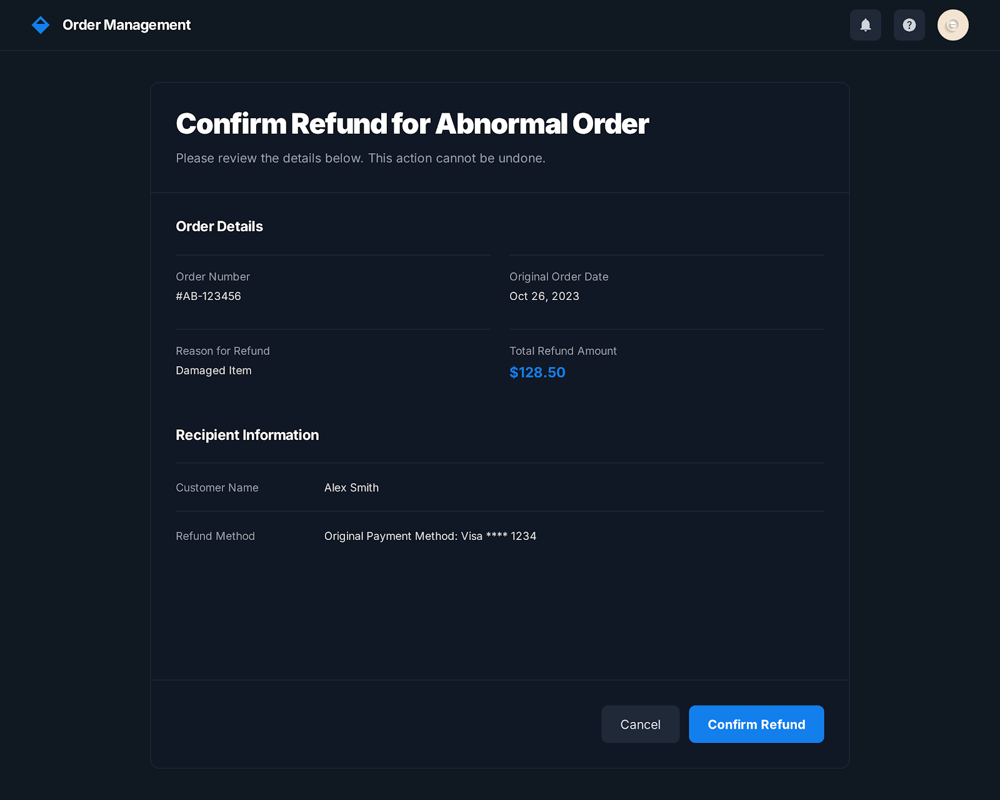 Order Management
Confirm Refund for Abnormal Order
Please review the details below. This action cannot be undone.
Order Details
Order Number
#AB-123456
Original Order Date
Oct 26, 2023
Reason for Refund
Damaged Item
Total Refund Amount
$128.50
Recipient Information
Customer Name Alex Smith
Refund Method Original Payment Method: Visa **** 1234
Cancel Confirm Refund